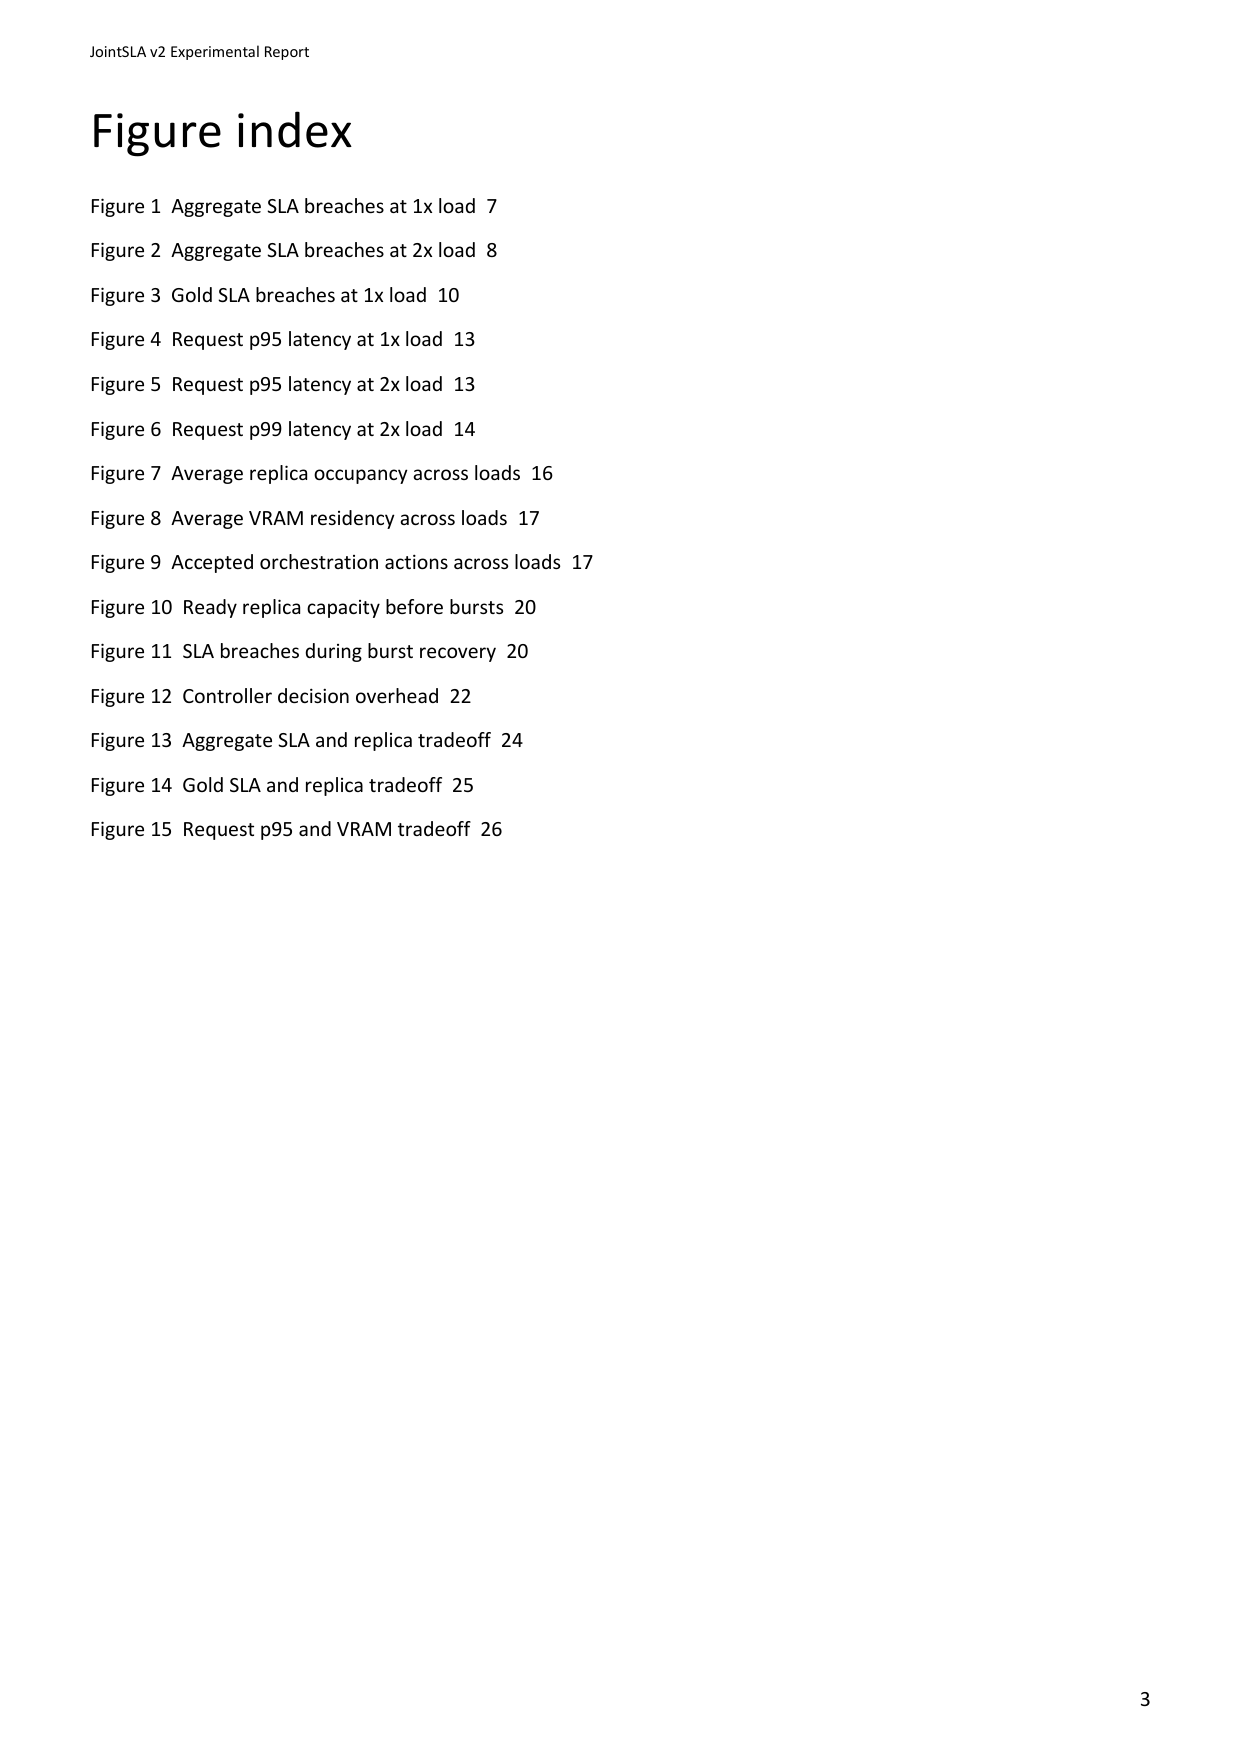 JointSLA v2 Experimental Report
Figure index
Figure 1  Aggregate SLA breaches at 1x load  7
Figure 2  Aggregate SLA breaches at 2x load  8
Figure 3  Gold SLA breaches at 1x load  10
Figure 4  Request p95 latency at 1x load  13
Figure 5  Request p95 latency at 2x load  13
Figure 6  Request p99 latency at 2x load  14
Figure 7  Average replica occupancy across loads  16
Figure 8  Average VRAM residency across loads  17
Figure 9  Accepted orchestration actions across loads  17
Figure 10  Ready replica capacity before bursts  20
Figure 11  SLA breaches during burst recovery  20
Figure 12  Controller decision overhead  22
Figure 13  Aggregate SLA and replica tradeoff  24
Figure 14  Gold SLA and replica tradeoff  25
Figure 15  Request p95 and VRAM tradeoff  26
3